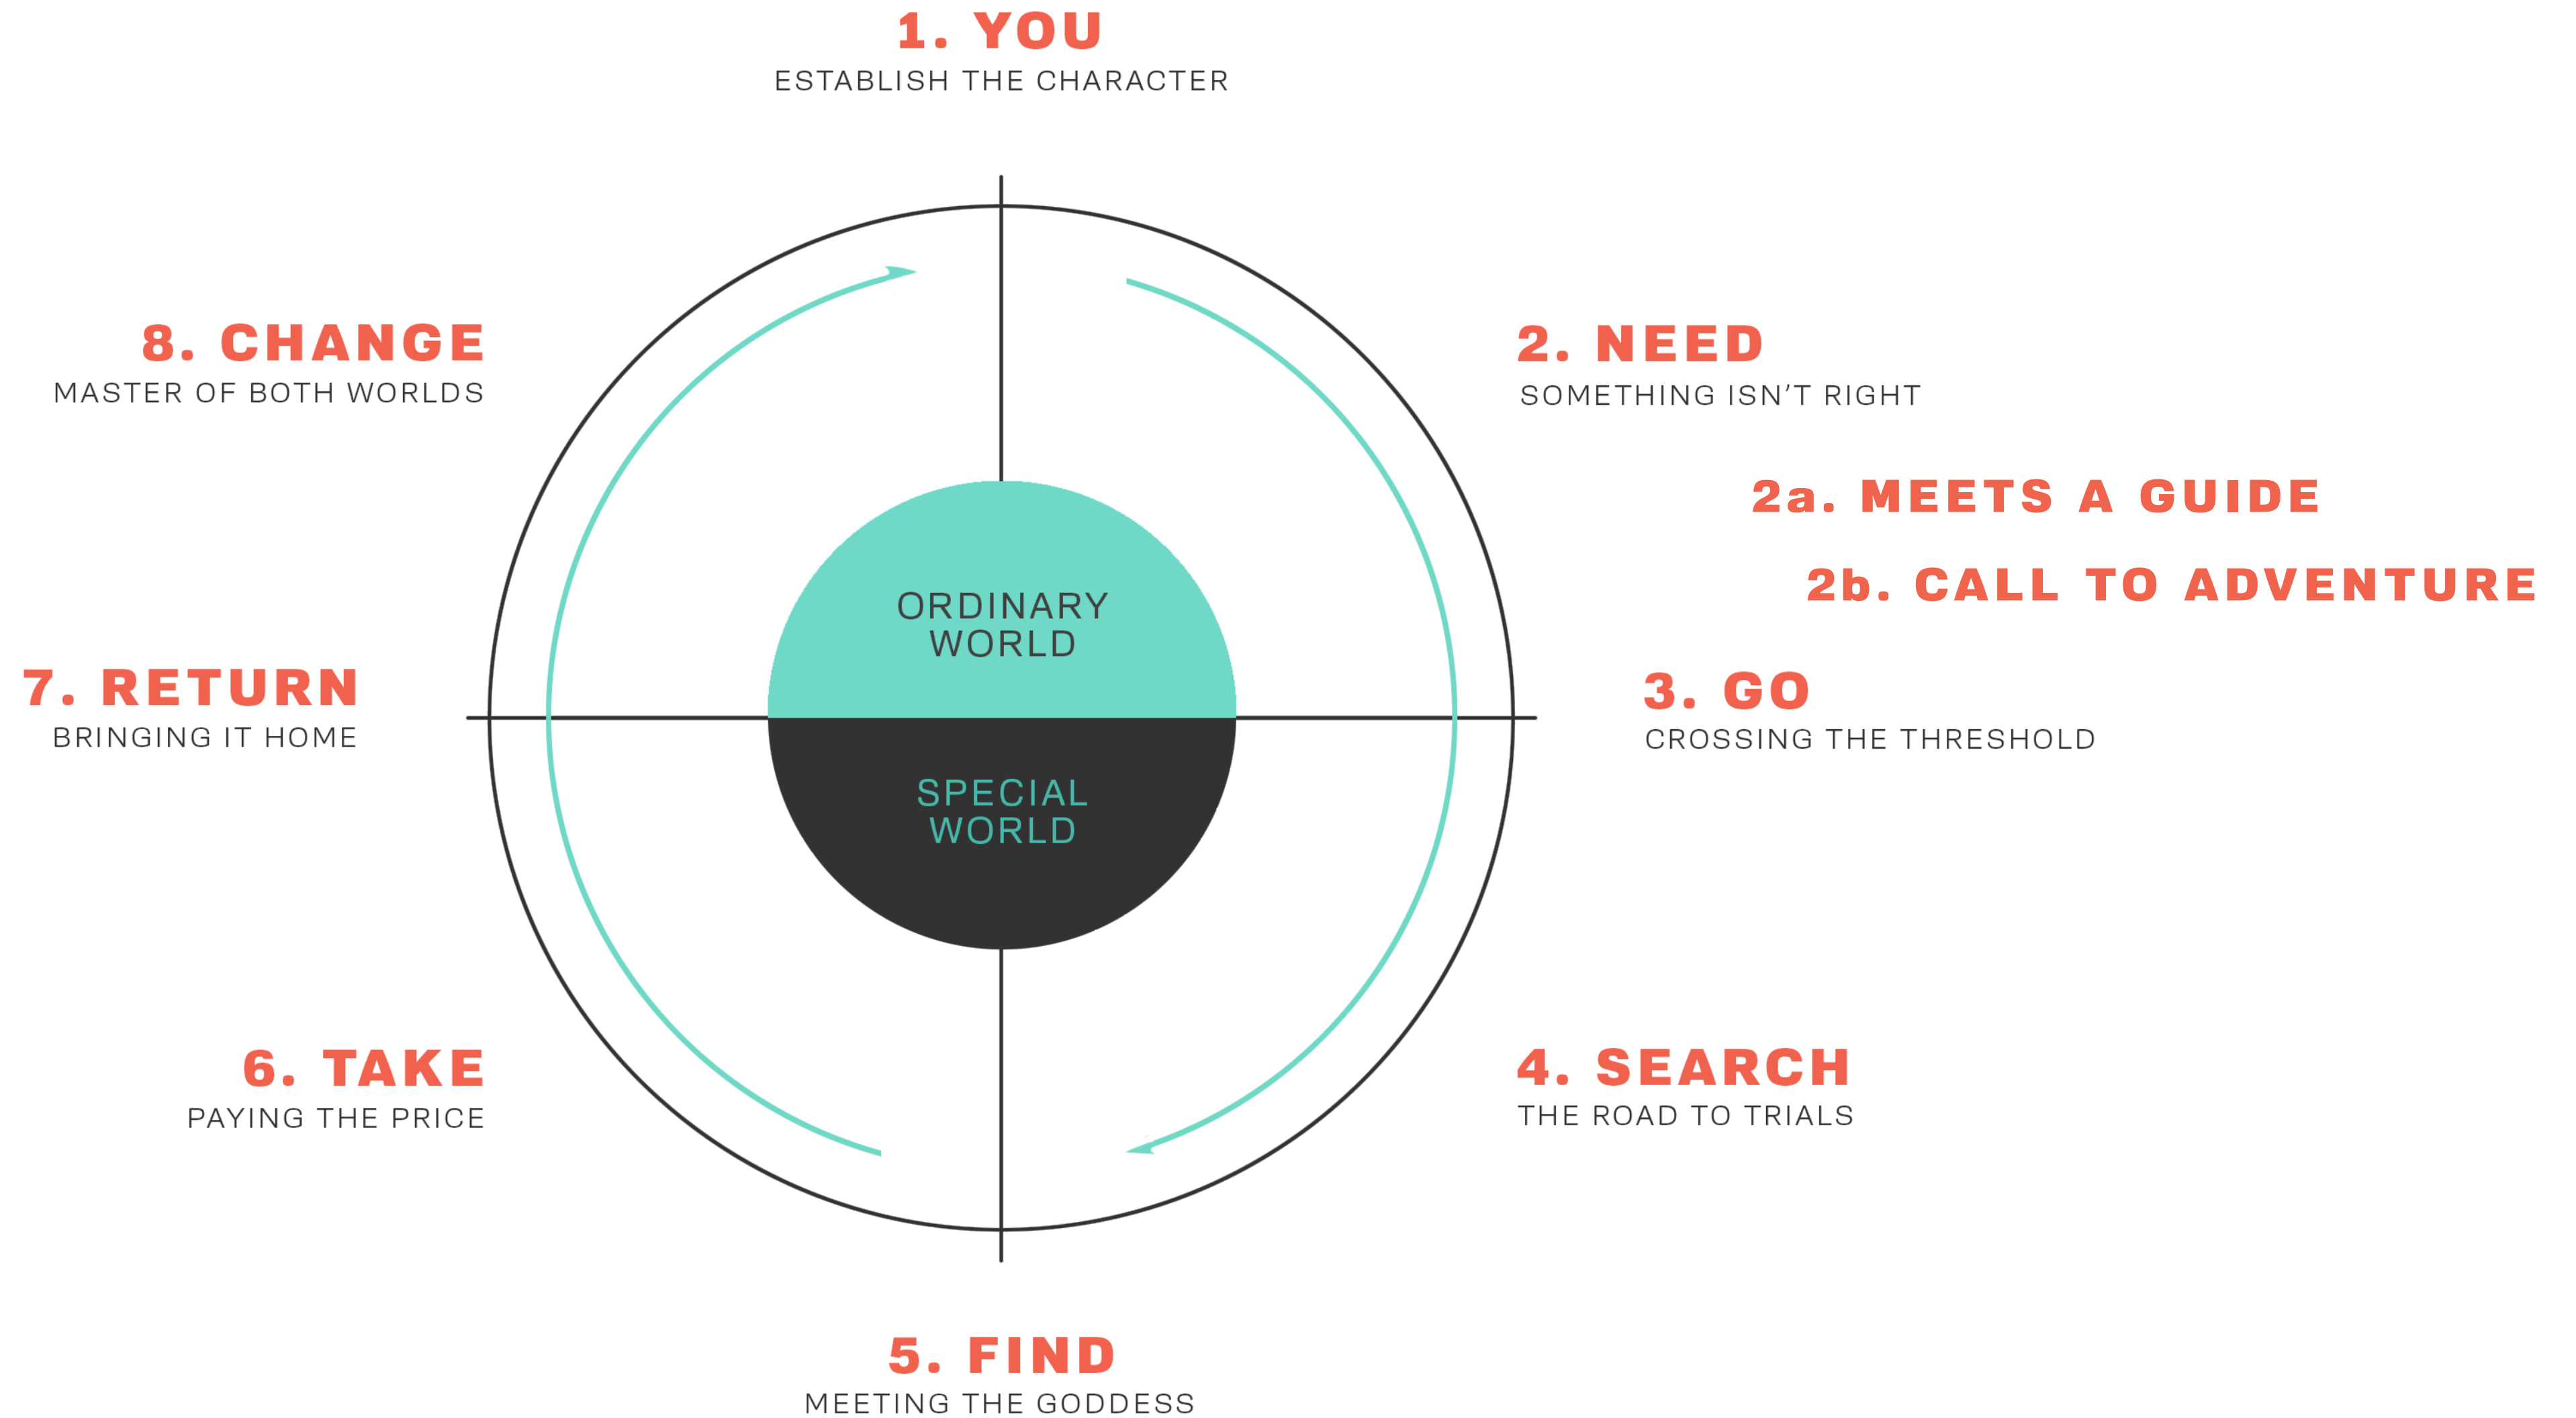 1. YOU
ESTABLISH THE CHARACTER
2. NEED
SOMETHING ISN'T RIGHT
2a. MEETS A GUIDE
2b. CALL TO ADVENTURE
3. GO
CROSSING THE THRESHOLD
4. SEARCH
THE ROAD TO TRIALS
5. FIND
MEETING THE GODDESS
6. TAKE
PAYING THE PRICE
7. RETURN
BRINGING IT HOME
8. CHANGE
MASTER OF BOTH WORLDS
ORDINARY
WORLD
SPECIAL
WORLD